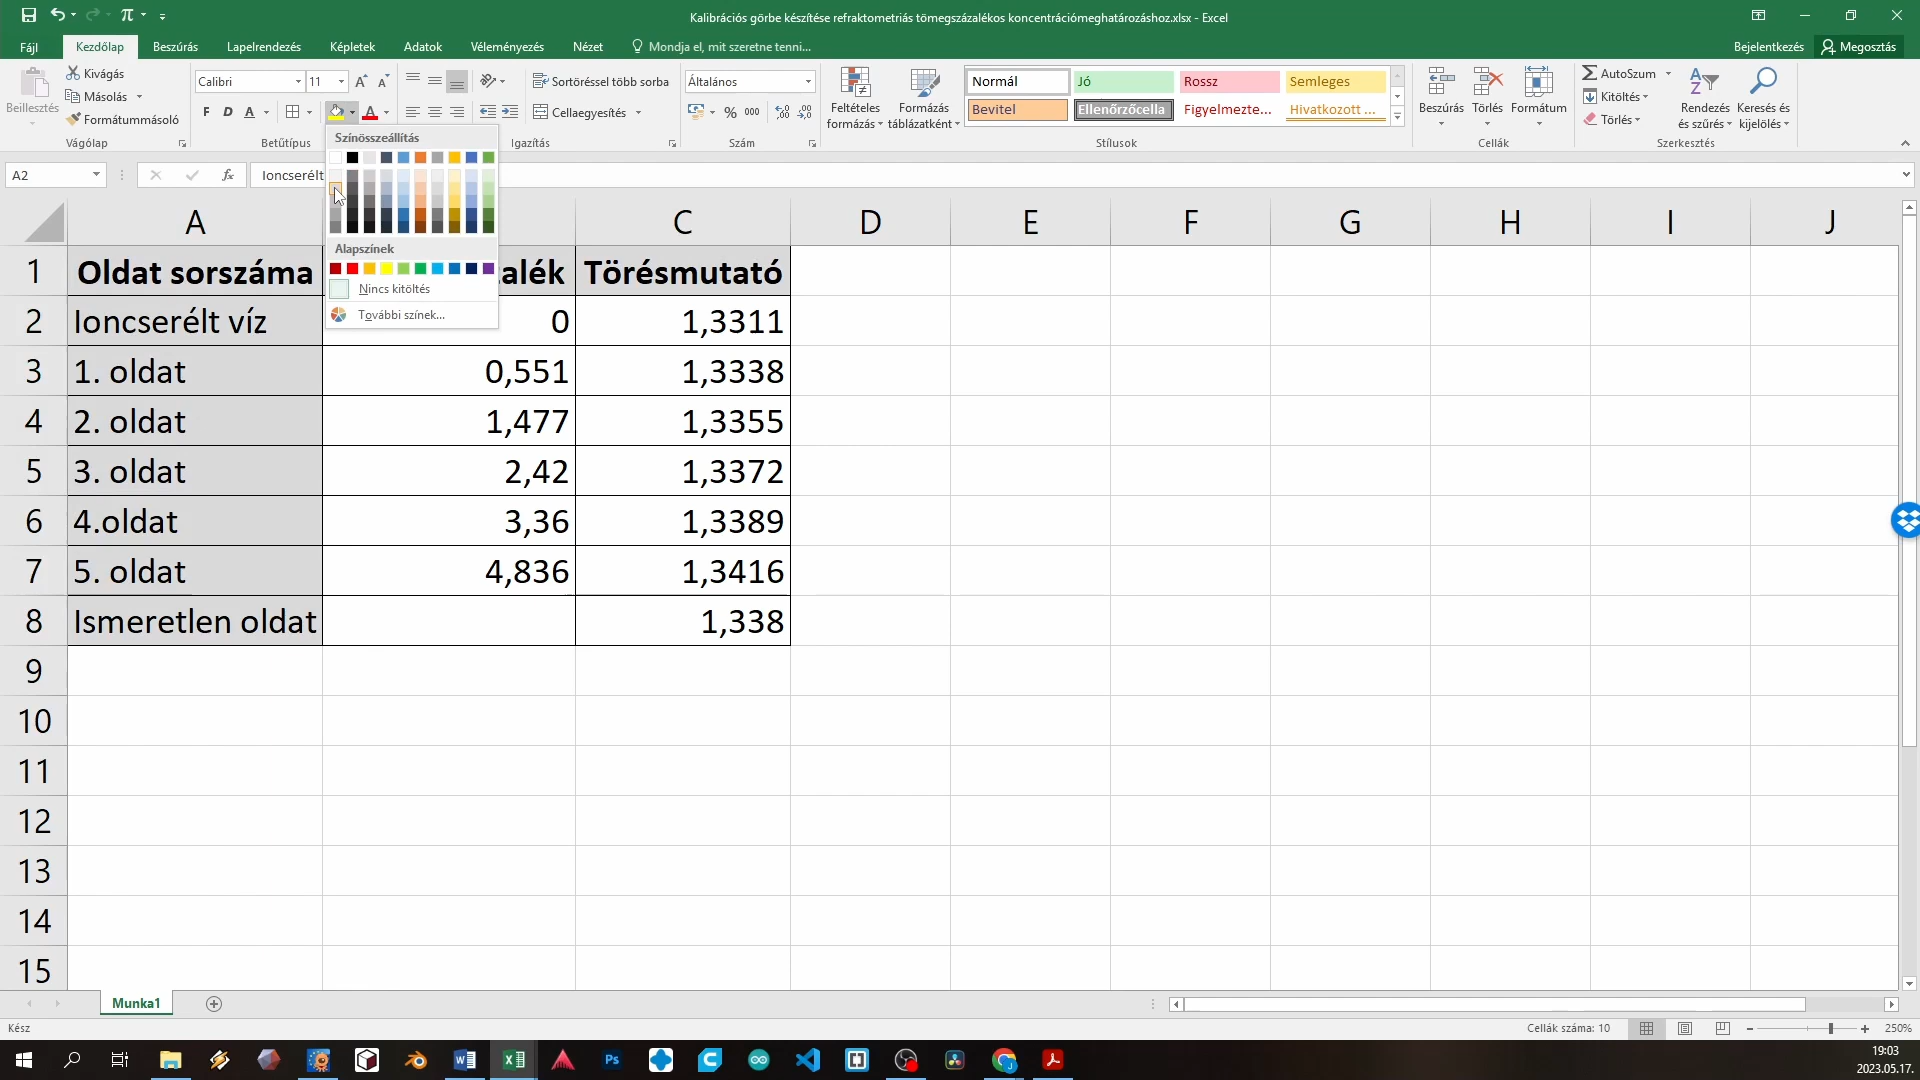 Kalibrációs görbe készítése refraktometriás tömegszázalékos koncentrációmeghatározáshoz.xlsx - Excel
Fájl Kezdőlap Beszúrás Lapelrendezés Képletek Adatok Véleményezés Nézet Mondja el, mit szeretne tenni... Bejelentkezés Megosztás
Beillesztés
Kivágás
Másolás
Formátummásoló
Vágólap
Calibri 11
F D A A
Betűtípus
Sortöréssel több sorba
Cellaegyesítés
Igazítás
Általános
% 000
Szám
Feltételes formázás
Formázás táblázatként
Normál Jó Rossz Semleges
Bevitel Ellenőrzőcella Figyelmezte... Hivatkozott ...
Stílusok
Beszúrás Törlés Formátum
Cellák
AutoSzum
Kitöltés
Törlés
Rendezés és szűrés
Keresés és kijelölés
Szerkesztés
Színösszeállítás
Alapszínek
Nincs kitöltés
További színek...
A2 fx Ioncserélt
A C D E F G H I J
1 Oldat sorszáma alék Törésmutató
2 Ioncserélt víz 0 1,3311
3 1. oldat 0,551 1,3338
4 2. oldat 1,477 1,3355
5 3. oldat 2,42 1,3372
6 4.oldat 3,36 1,3389
7 5. oldat 4,836 1,3416
8 Ismeretlen oldat 1,338
9
10
11
12
13
14
15
Munka1
Kész Cellák száma: 10 250%
19:03
2023.05.17.